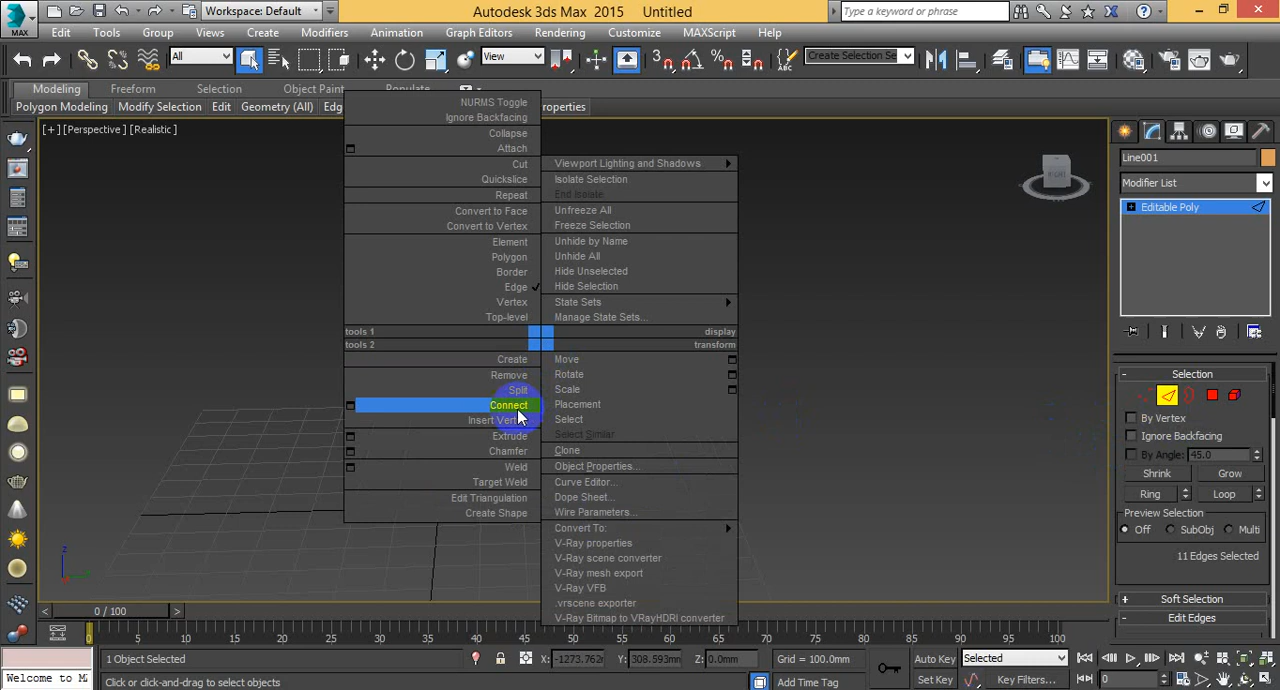 MAX
Workspace: Default
Autodesk 3ds Max 2015 Untitled
Type a keyword or phrase
Edit Tools Group Views Create Modifiers Animation Graph Editors Rendering Customize MAXScript Help
All
View
Create Selection Se
Modeling Freeform Selection Object Paint Populate
Polygon Modeling Modify Selection Edit Geometry (All)
[+] [Perspective] [Realistic]
NURMS Toggle
Ignore Backfacing
Collapse
Attach
Cut
Quickslice
Repeat
Convert to Face
Convert to Vertex
Element
Polygon
Border
Edge
Vertex
Top-level
tools 1
tools 2
Create
Remove
Split
Connect
Extrude
Chamfer
Weld
Target Weld
Edit Triangulation
Create Shape
Viewport Lighting and Shadows
Isolate Selection
End Isolate
Unfreeze All
Freeze Selection
Unhide by Name
Unhide All
Hide Unselected
Hide Selection
State Sets
Manage State Sets...
display
transform
Move
Rotate
Scale
Placement
Select
Select Similar
Clone
Object Properties...
Curve Editor...
Dope Sheet...
Wire Parameters...
Convert To:
V-Ray properties
V-Ray scene converter
V-Ray mesh export
V-Ray VFB
.vrscene exporter
V-Ray Bitmap to VRayHDRI converter
Line001
Modifier List
Editable Poly
Selection
By Vertex
Ignore Backfacing
By Angle: 45.0
Shrink Grow
Ring Loop
Preview Selection
Off SubObj Multi
11 Edges Selected
Soft Selection
Edit Edges
z
0 / 100
0 5 10 15 20 25 30 35 40 45 50 55 60 65 70 75 80 85 90 95 100
1 Object Selected X: -1273.762m Y: 308.593mm Z: 0.0mm Grid = 100.0mm Auto Key Selected
Welcome to M Click or click-and-drag to select objects Add Time Tag Set Key Key Filters... 0